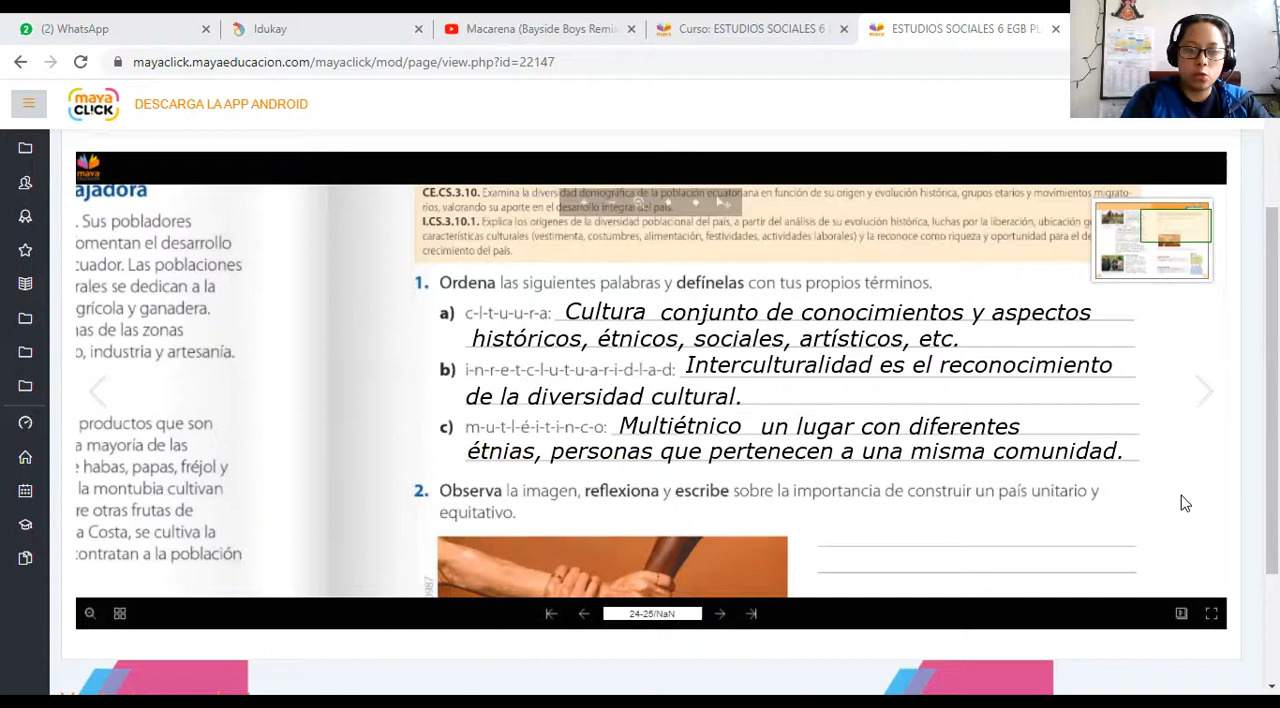 (2) WhatsApp
Idukay
Macarena (Bayside Boys Remix
Curso: ESTUDIOS SOCIALES 6
ESTUDIOS SOCIALES 6 EGB PL
mayaclick.mayaeducacion.com/mayaclick/mod/page/view.php?id=22147
maya CL!CK
DESCARGA LA APP ANDROID
maya
ajadora
. Sus pobladores
omentan el desarrollo
cuador. Las poblaciones
rales se dedican a la
grícola y ganadera.
nas de las zonas
o, industria y artesanía.
productos que son
a mayoría de las
e habas, papas, fréjol y
la montubia cultivan
re otras frutas de
a Costa, se cultiva la
contratan a la población
CE.CS.3.10. Examina la diversidad demográfica de la población ecuatoriana en función de su origen y evolución histórica, grupos etarios y movimientos migrato-
rios, valorando su aporte en el desarrollo integral del país.
I.CS.3.10.1. Explica los orígenes de la diversidad poblacional del país, a partir del análisis de su evolución histórica, luchas por la liberación, ubicación g
características culturales (vestimenta, costumbres, alimentación, festividades, actividades laborales) y la reconoce como riqueza y oportunidad para el de
crecimiento del país.
1. Ordena las siguientes palabras y defínelas con tus propios términos.
a) c-l-t-u-u-r-a: Cultura conjunto de conocimientos y aspectos
históricos, étnicos, sociales, artísticos, etc.
b) i-n-r-e-t-c-l-u-t-u-a-r-i-d-l-a-d: Interculturalidad es el reconocimiento
de la diversidad cultural.
c) m-u-t-l-é-i-t-i-n-c-o: Multiétnico un lugar con diferentes
étnias, personas que pertenecen a una misma comunidad.
2. Observa la imagen, reflexiona y escribe sobre la importancia de construir un país unitario y
equitativo.
0987
24-25/NaN